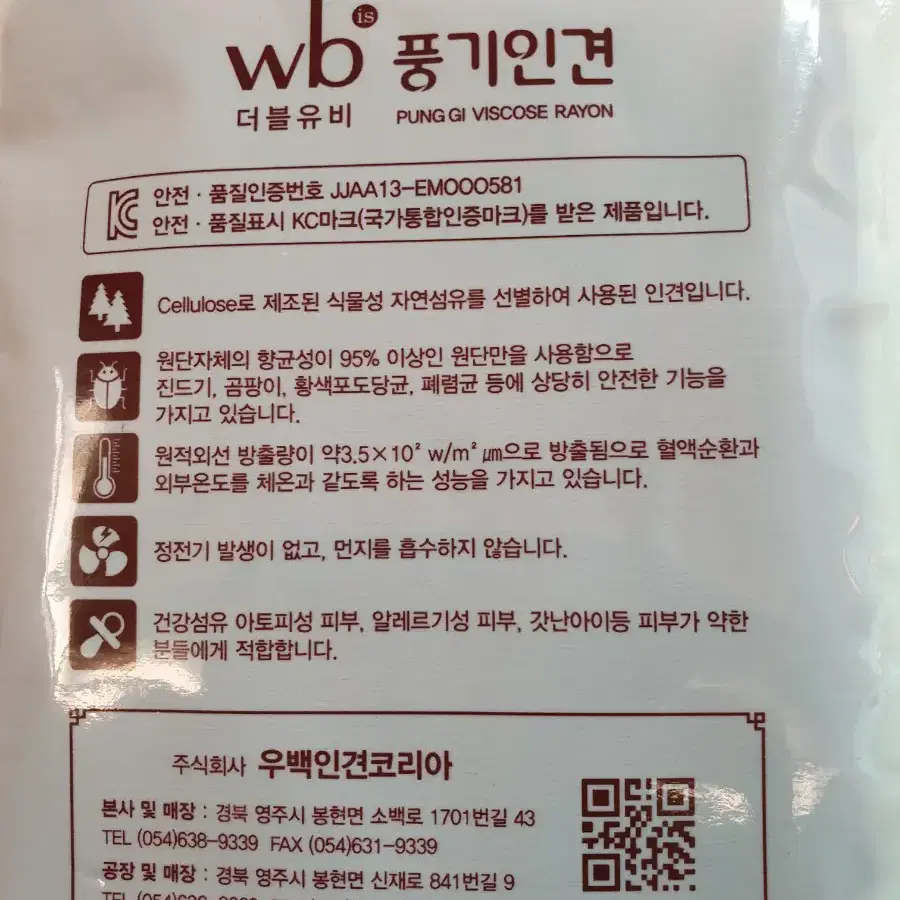 wb is 풍기인견
더블유비 PUNG GI VISCOSE RAYON
안전 · 품질인증번호 JJAA13-EMOOO581
안전 · 품질표시 KC마크(국가통합인증마크)를 받은 제품입니다.
Cellulose로 제조된 식물성 자연섬유를 선별하여 사용된 인견입니다.
원단자체의 향균성이 95% 이상인 원단만을 사용함으로
진드기, 곰팡이, 황색포도당균, 폐렴균 등에 상당히 안전한 기능을
가지고 있습니다.
원적외선 방출량이 약3.5×10² w/m² ㎛으로 방출됨으로 혈액순환과
외부온도를 체온과 같도록 하는 성능을 가지고 있습니다.
정전기 발생이 없고, 먼지를 흡수하지 않습니다.
건강섬유 아토피성 피부, 알레르기성 피부, 갓난아이등 피부가 약한
분들에게 적합합니다.
주식회사 우백인견코리아
본사 및 매장 : 경북 영주시 봉현면 소백로 1701번길 43
TEL (054)638-9339 FAX (054)631-9339
공장 및 매장 : 경북 영주시 봉현면 신재로 841번길 9